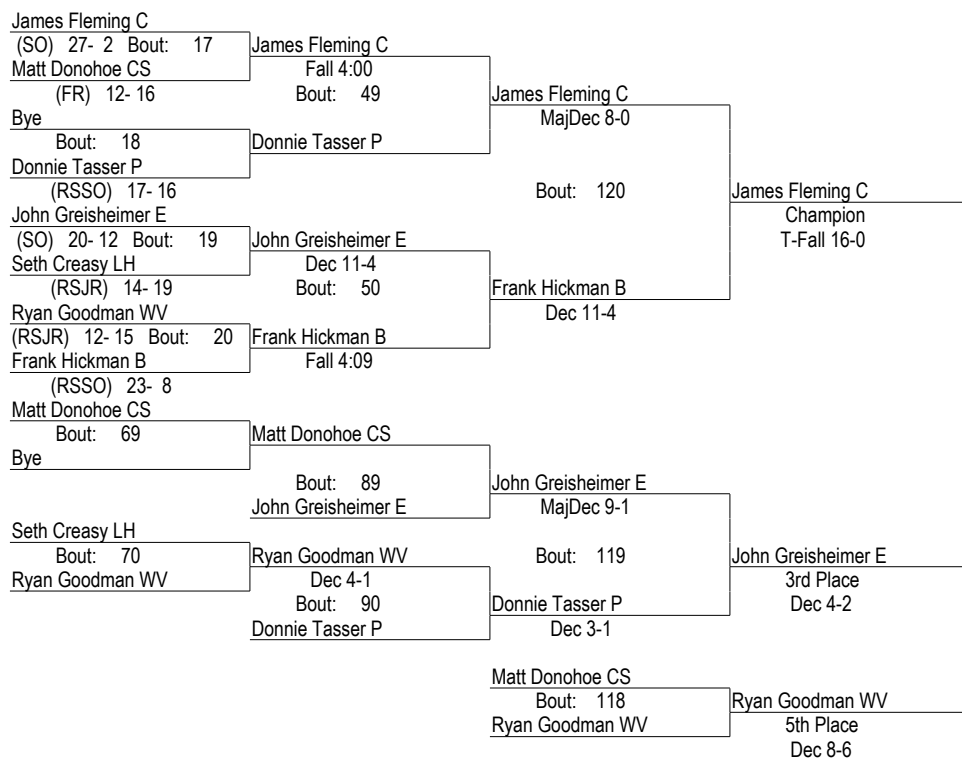 James Fleming C
(SO) 27- 2 Bout: 17 James Fleming C
Matt Donohoe CS Fall 4:00
(FR) 12- 16 Bout: 49 James Fleming C
Bye MajDec 8-0
Bout: 18 Donnie Tasser P
Donnie Tasser P
(RSSO) 17- 16 Bout: 120 James Fleming C
John Greisheimer E Champion
(SO) 20- 12 Bout: 19 John Greisheimer E T-Fall 16-0
Seth Creasy LH Dec 11-4
(RSJR) 14- 19 Bout: 50 Frank Hickman B
Ryan Goodman WV Dec 11-4
(RSJR) 12- 15 Bout: 20 Frank Hickman B
Frank Hickman B Fall 4:09
(RSSO) 23- 8
Matt Donohoe CS
Bout: 69 Matt Donohoe CS
Bye
Bout: 89 John Greisheimer E
John Greisheimer E MajDec 9-1
Seth Creasy LH
Bout: 70 Ryan Goodman WV Bout: 119 John Greisheimer E
Ryan Goodman WV Dec 4-1 3rd Place
Bout: 90 Donnie Tasser P Dec 4-2
Donnie Tasser P Dec 3-1
Matt Donohoe CS
Bout: 118 Ryan Goodman WV
Ryan Goodman WV 5th Place
Dec 8-6